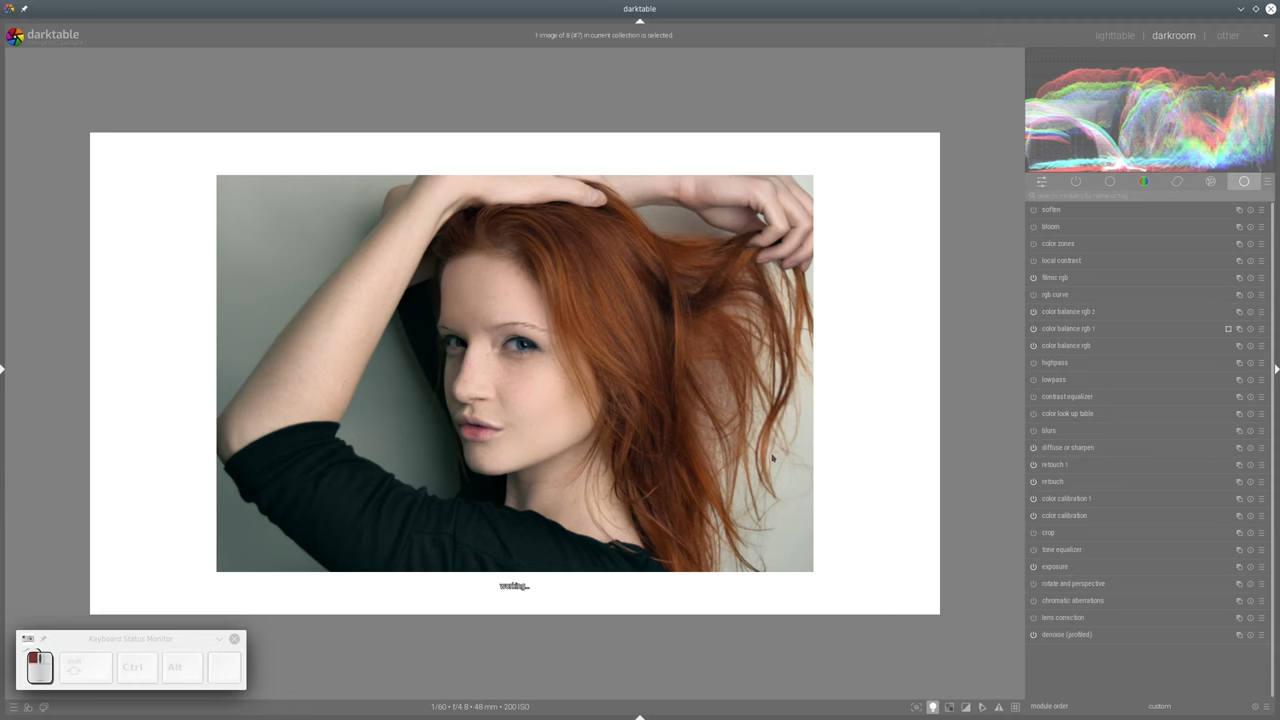 darktable
darktable
1 image of 8 (#7) in current collection is selected
lighttable | darkroom | other
soften
bloom
color zones
local contrast
filmic rgb
rgb curve
color balance rgb 2
color balance rgb 1
color balance rgb
highpass
lowpass
contrast equalizer
color look up table
blurs
diffuse or sharpen
retouch 1
retouch
color calibration 1
color calibration
crop
tone equalizer
exposure
rotate and perspective
chromatic aberrations
lens correction
denoise (profiled)
working...
Keyboard Status Monitor
Shift
Ctrl
Alt
1/60 • f/4.8 • 48 mm • 200 ISO
module order
custom